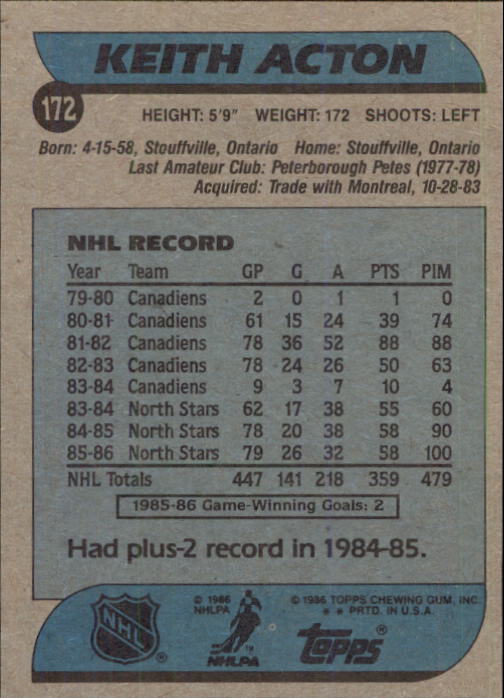 KEITH ACTON
172
HEIGHT: 5'9" WEIGHT: 172 SHOOTS: LEFT
Born: 4-15-58, Stouffville, Ontario Home: Stouffville, Ontario
Last Amateur Club: Peterborough Petes (1977-78)
Acquired: Trade with Montreal, 10-28-83
NHL RECORD
Year Team GP G A PTS PIM
79-80 Canadiens 2 0 1 1 0
80-81 Canadiens 61 15 24 39 74
81-82 Canadiens 78 36 52 88 88
82-83 Canadiens 78 24 26 50 63
83-84 Canadiens 9 3 7 10 4
83-84 North Stars 62 17 38 55 60
84-85 North Stars 78 20 38 58 90
85-86 North Stars 79 26 32 58 100
NHL Totals 447 141 218 359 479
1985-86 Game-Winning Goals: 2
Had plus-2 record in 1984-85.
© 1986 NHLPA
© 1986 TOPPS CHEWING GUM, INC.
* * PRTD. IN U.S.A.
NHL ®
NHLPA TM
topps ®